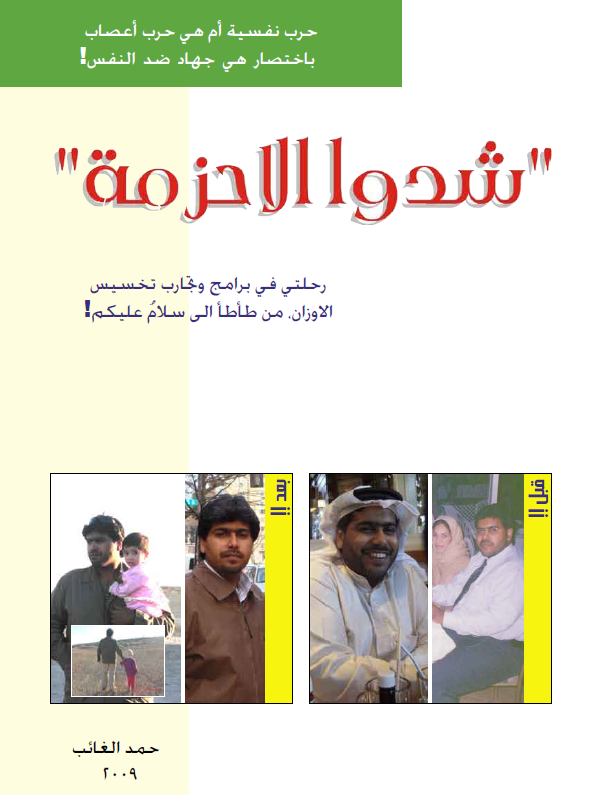 حرب نفسية أم هي حرب أعصاب
باختصار هي جهاد ضد النفس!
"شدوا الاحزمة"
رحلتي في برامج وتجارب تخسيس
الاوزان، من طأطأ الى سلامُ عليكم!
قبل !!
بعد !!
حمد الغائب
٢٠٠٩